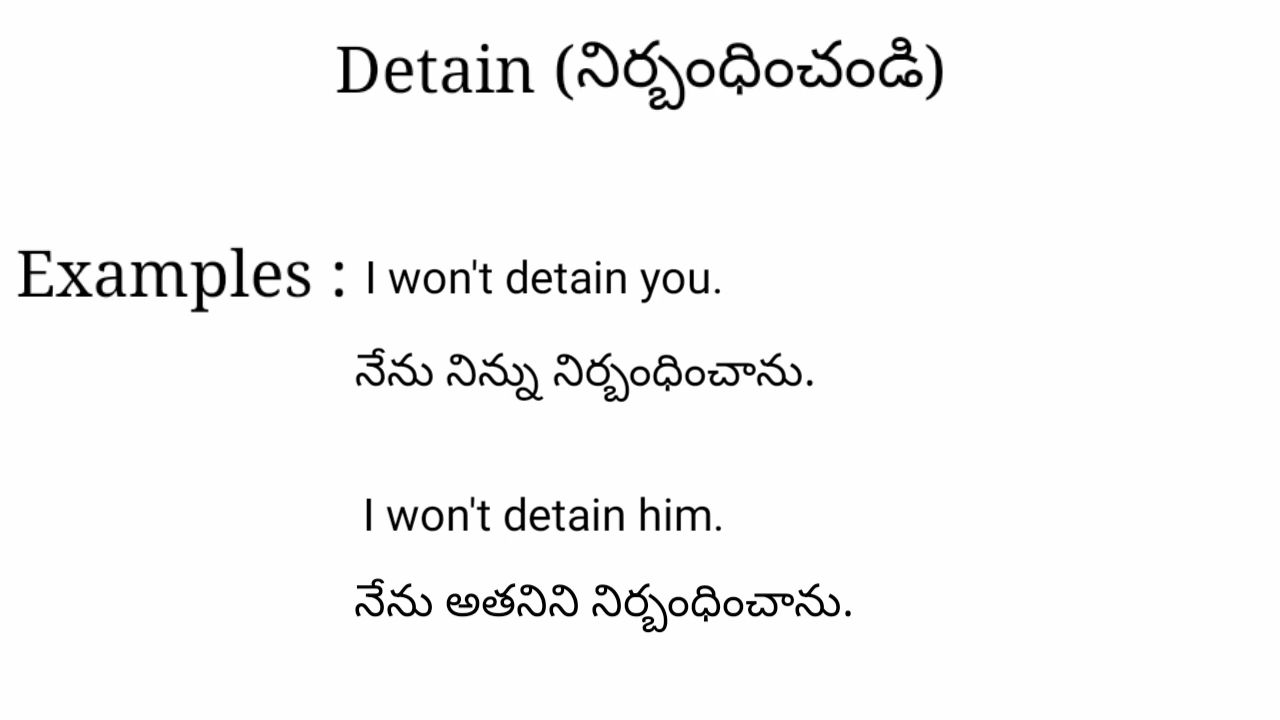 Detain (నిర్బంధించండి)
Examples : I won't detain you.
నేను నిన్ను నిర్బంధించాను.
I won't detain him.
నేను అతనిని నిర్బంధించాను.